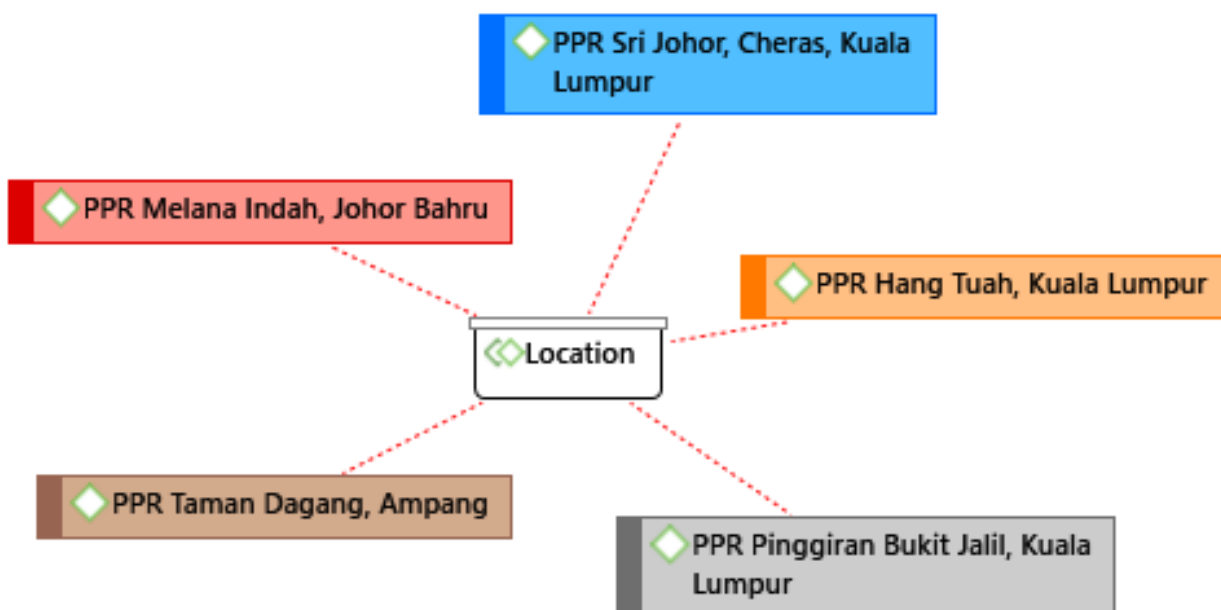 PPR Sri Johor, Cheras, Kuala
Lumpur
PPR Melana Indah, Johor Bahru
PPR Hang Tuah, Kuala Lumpur
Location
PPR Taman Dagang, Ampang
PPR Pinggiran Bukit Jalil, Kuala
Lumpur